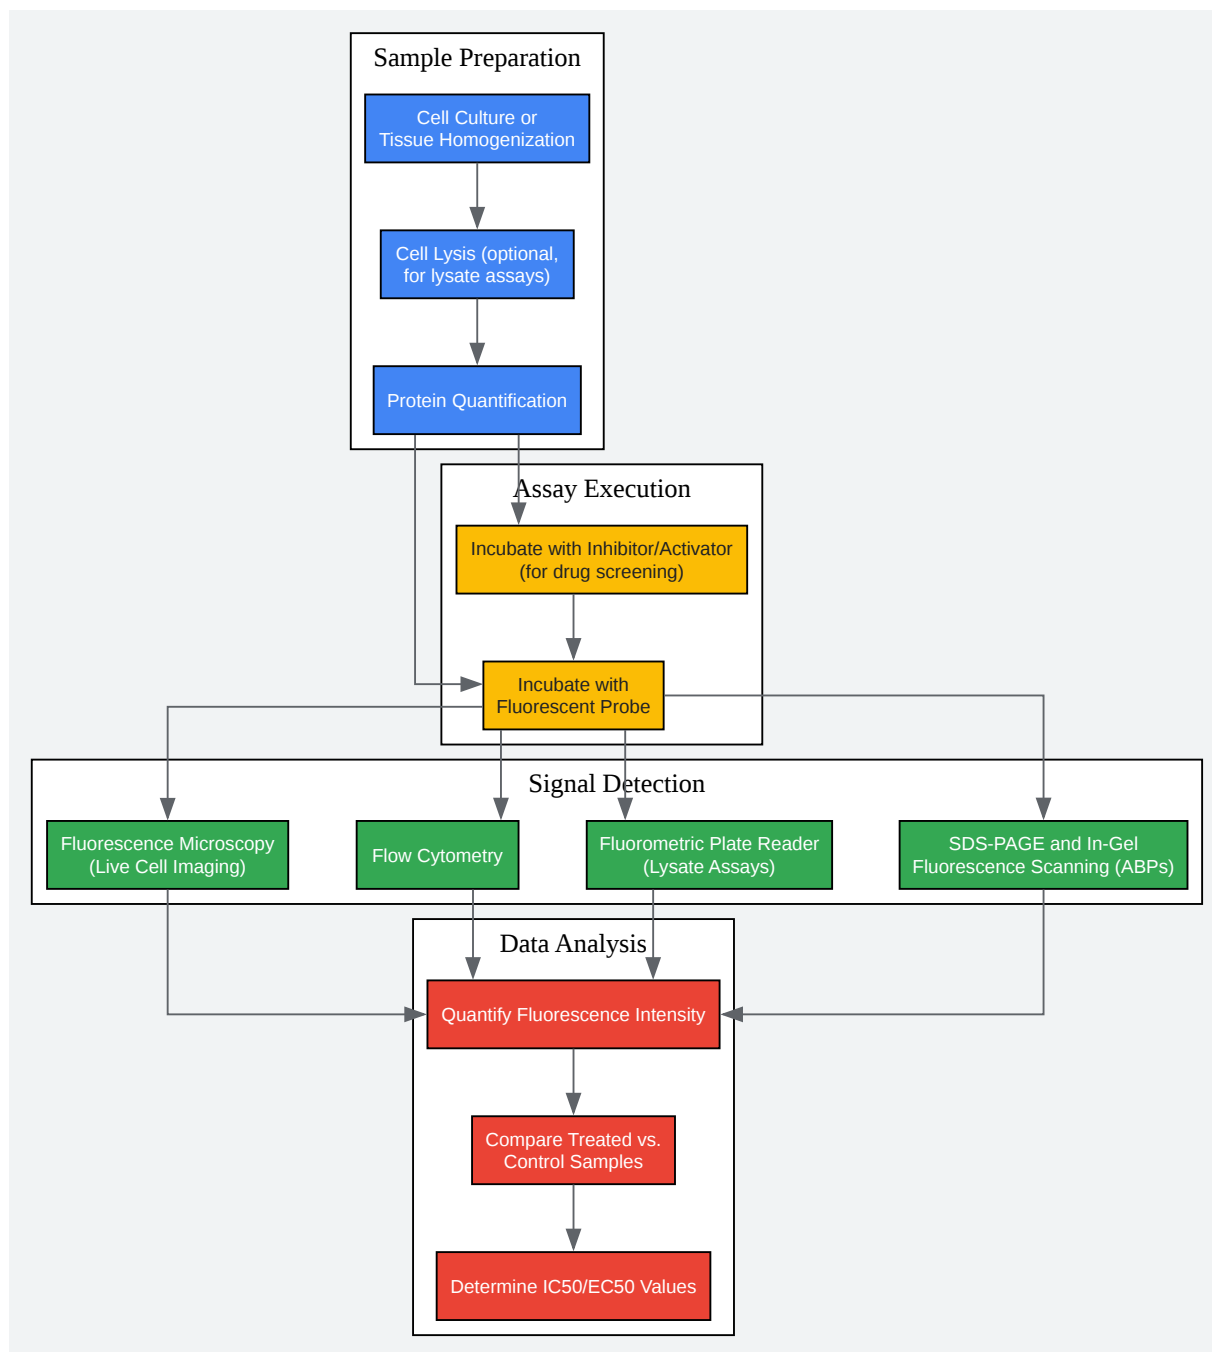 Sample Preparation
Cell Culture or
Tissue Homogenization
Cell Lysis (optional,
for lysate assays)
Protein Quantification
Assay Execution
Incubate with Inhibitor/Activator
(for drug screening)
Incubate with
Fluorescent Probe
Signal Detection
Fluorescence Microscopy
(Live Cell Imaging)
Flow Cytometry
Fluorometric Plate Reader
(Lysate Assays)
SDS-PAGE and In-Gel
Fluorescence Scanning (ABPs)
Data Analysis
Quantify Fluorescence Intensity
Compare Treated vs.
Control Samples
Determine IC50/EC50 Values